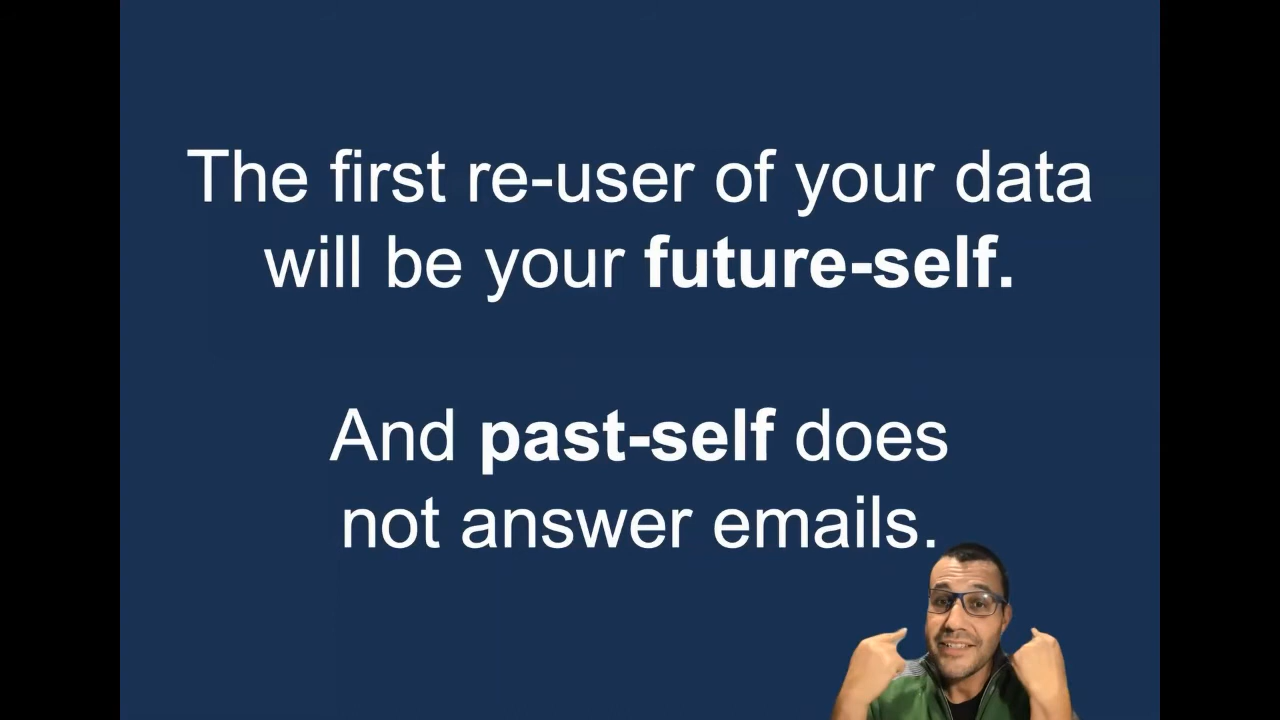 The first re-user of your data
will be your future-self.
And past-self does
not answer emails.